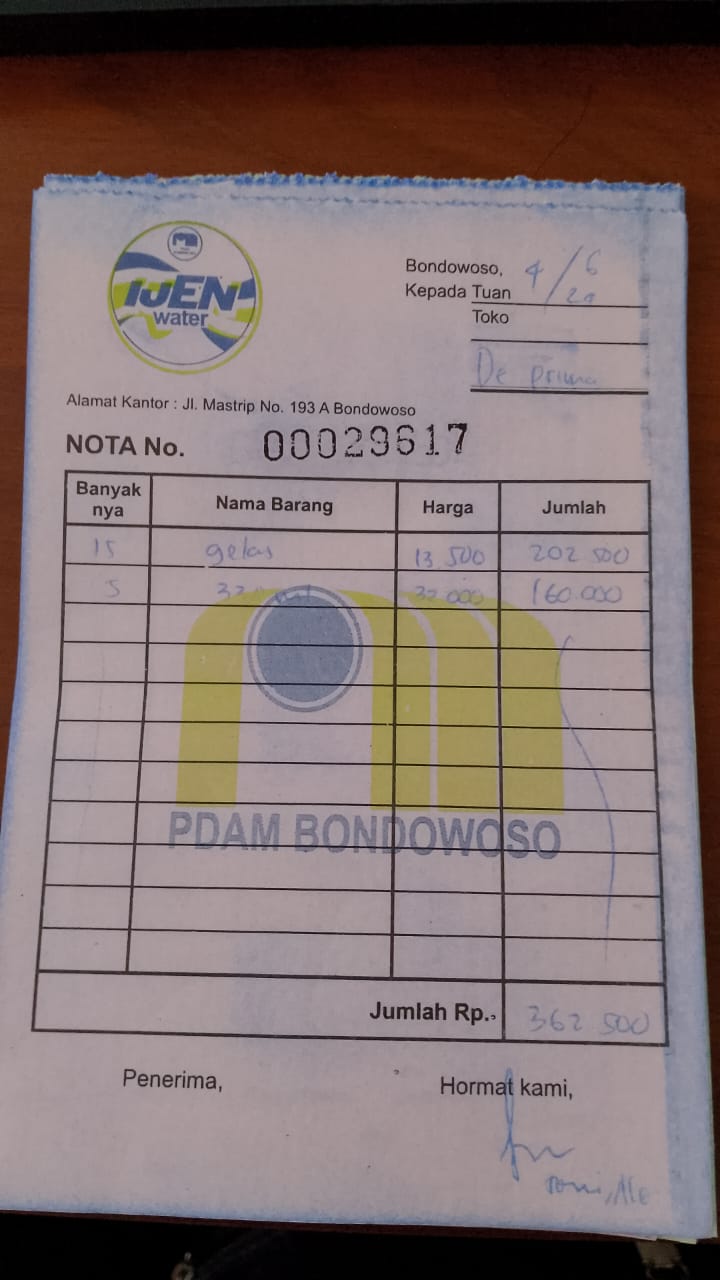 IJEN
water
Bondowoso, 4/6
20
Kepada Tuan
Toko
De prima
Alamat Kantor : Jl. Mastrip No. 193 A Bondowoso
NOTA No. 00029617
Banyak nya Nama Barang Harga Jumlah
15 gelas 13 500 202 500
5 32.000 160.000
PDAM BONDOWOSO
Jumlah Rp. 362 500
Penerima, Hormat kami,